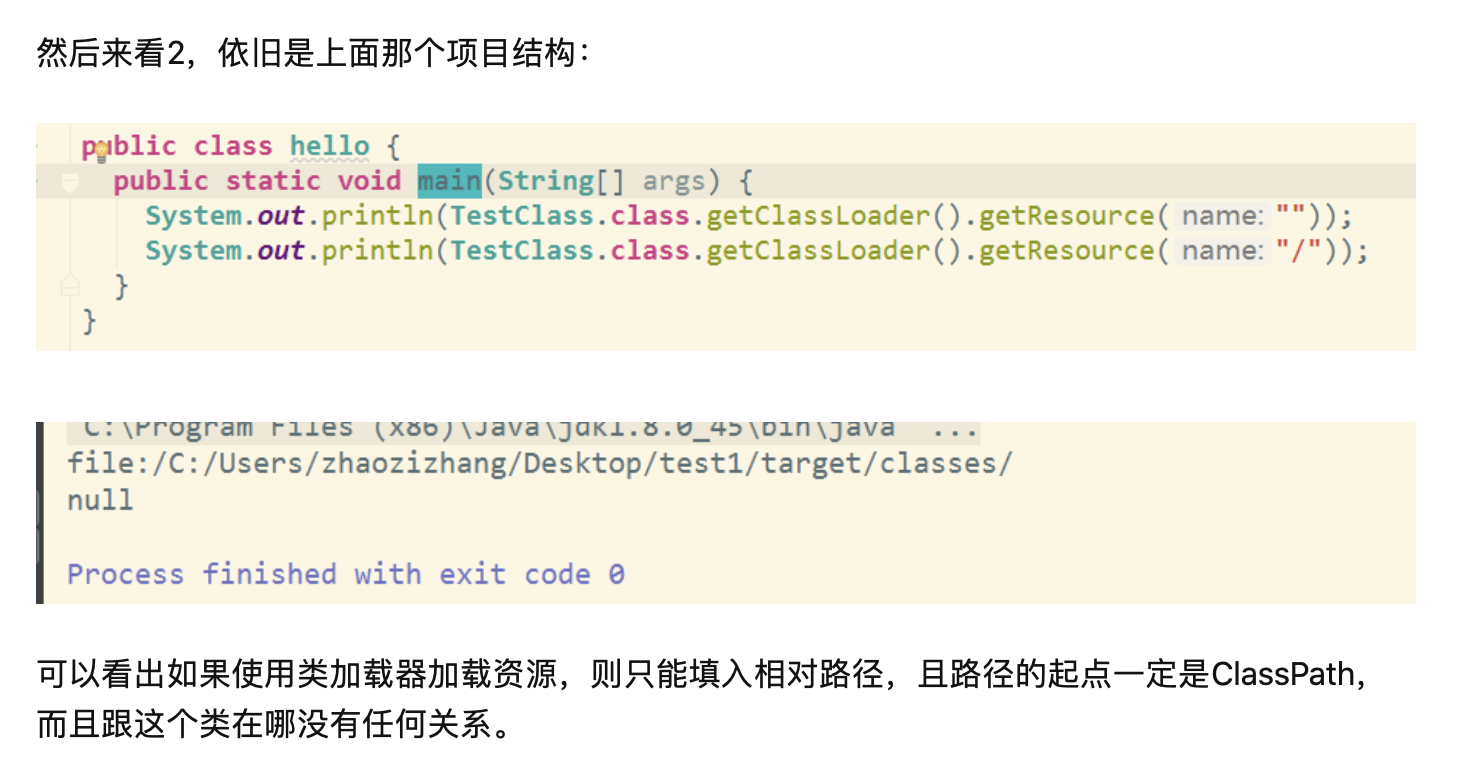 然后来看2，依旧是上面那个项目结构：
public class hello {
public static void main(String[] args) {
System.out.println(TestClass.class.getClassLoader().getResource( name: ""));
System.out.println(TestClass.class.getClassLoader().getResource( name: "/"));
}
}
C:\Program Files (x86)\Java\jdk1.8.0_45\bin\java ...
file:/C:/Users/zhaozizhang/Desktop/test1/target/classes/
null
Process finished with exit code 0
可以看出如果使用类加载器加载资源，则只能填入相对路径，且路径的起点一定是ClassPath，
而且跟这个类在哪没有任何关系。